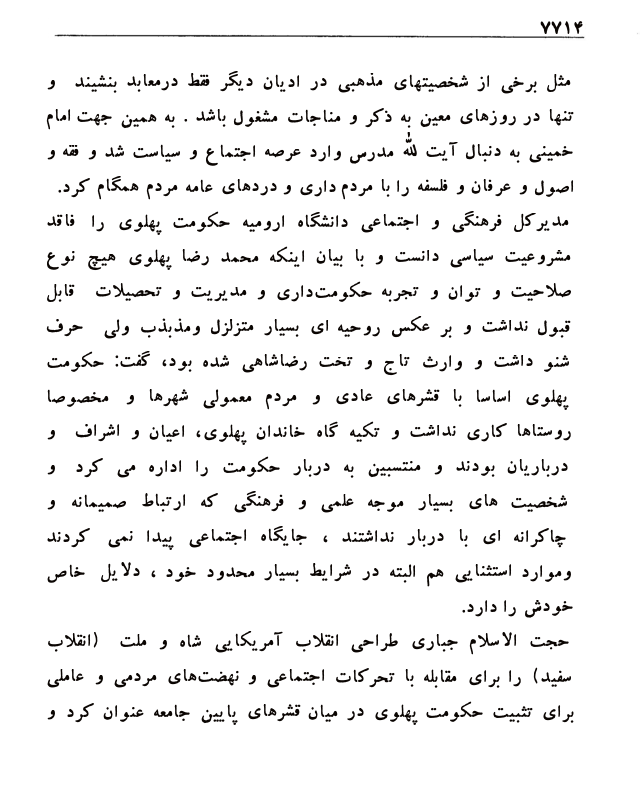 ۷۷۱۴
مثل برخی از شخصیتهای مذهبی در ادیان دیگر فقط درمعابد بنشیند و
تنها در روزهای معین به ذکر و مناجات مشغول باشد . به همین جهت امام
خمینی به دنبال آیت الله مدرس وارد عرصه اجتماع و سیاست شد و فقه و
اصول و عرفان و فلسفه را با مردم داری و دردهای عامه مردم همگام کرد.
مدیرکل فرهنگی و اجتماعی دانشگاه ارومیه حکومت پهلوی را فاقد
مشروعیت سیاسی دانست و با بیان اینکه محمد رضا پهلوی هیچ نوع
صلاحیت و توان و تجربه حکومت‌داری و مدیریت و تحصیلات قابل
قبول نداشت و بر عکس روحیه ای بسیار متزلزل ومذبذب ولی حرف
شنو داشت و وارث تاج و تخت رضاشاهی شده بود، گفت: حکومت
پهلوی اساسا با قشرهای عادی و مردم معمولی شهرها و مخصوصا
روستاها کاری نداشت و تکیه گاه خاندان پهلوی، اعیان و اشراف و
درباریان بودند و منتسبین به دربار حکومت را اداره می کرد و
شخصیت های بسیار موجه علمی و فرهنگی که ارتباط صمیمانه و
چاکرانه ای با دربار نداشتند ، جایگاه اجتماعی پیدا نمی کردند
وموارد استثنایی هم البته در شرایط بسیار محدود خود ، دلایل خاص
خودش را دارد.
حجت الاسلام جباری طراحی انقلاب آمریکایی شاه و ملت (انقلاب
سفید) را برای مقابله با تحرکات اجتماعی و نهضت‌های مردمی و عاملی
برای تثبیت حکومت پهلوی در میان قشرهای پایین جامعه عنوان کرد و